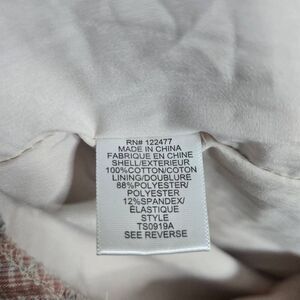 RN# 122477
MADE IN CHINA
FABRIQUE EN CHINE
SHELL/EXTERIEUR
100%COTTON/COTON
LINING/DOUBLURE
88%POLYESTER/
12%SPANDEX/
ÉLASTIQUE
STYLE
TS0919A
SEE REVERSE